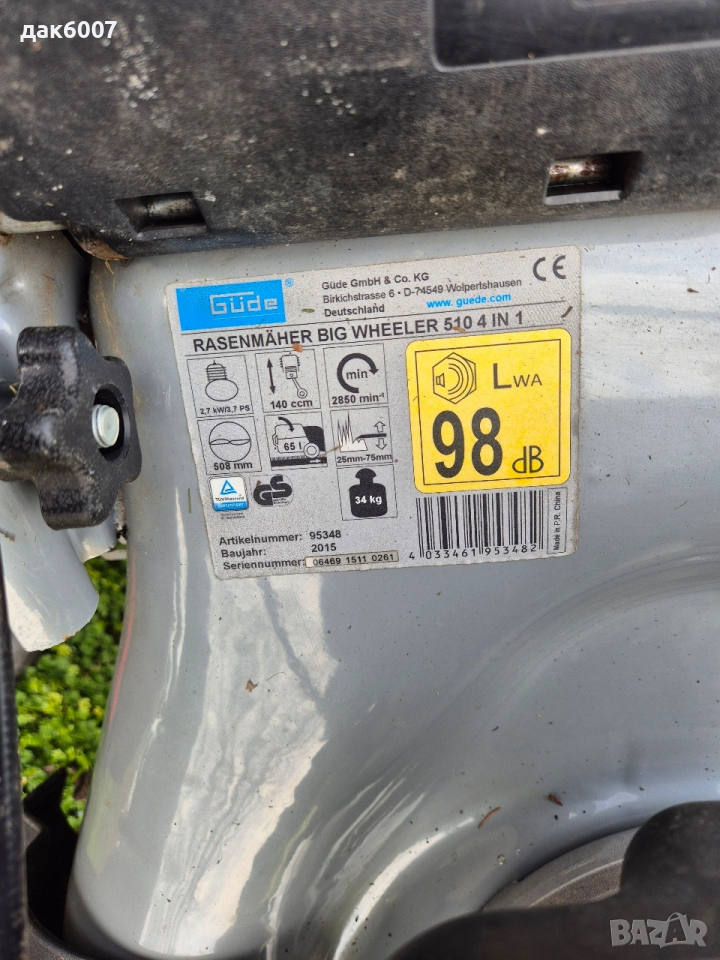 дак6007
Güde®
Güde GmbH & Co. KG
Birkichstrasse 6 • D-74549 Wolpertshausen
Deutschland www.guede.com
CE
RASENMÄHER BIG WHEELER 510 4 IN 1
2,7 kW/3,7 PS
140 ccm
min
2850 min-¹
508 mm
65 l
25mm-75mm
34 kg
LWA
98 dB
GS
Artikelnummer: 95348
Baujahr: 2015
Seriennummer: 06469 1511 0261
4 033461 953482
Made in P.R. China
BAZAR